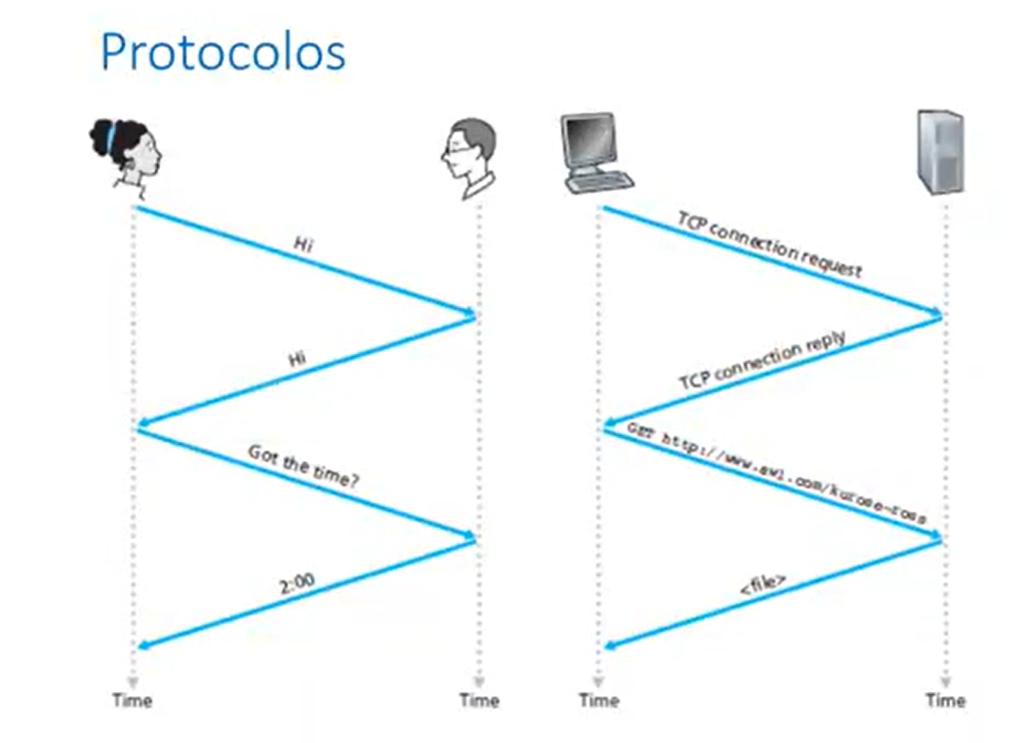 Protocolos
Hi
Hi
Got the time?
2:00
Time
Time
TCP connection request
TCP connection reply
GET http://www.awl.com/kurose-ross
<file>
Time
Time